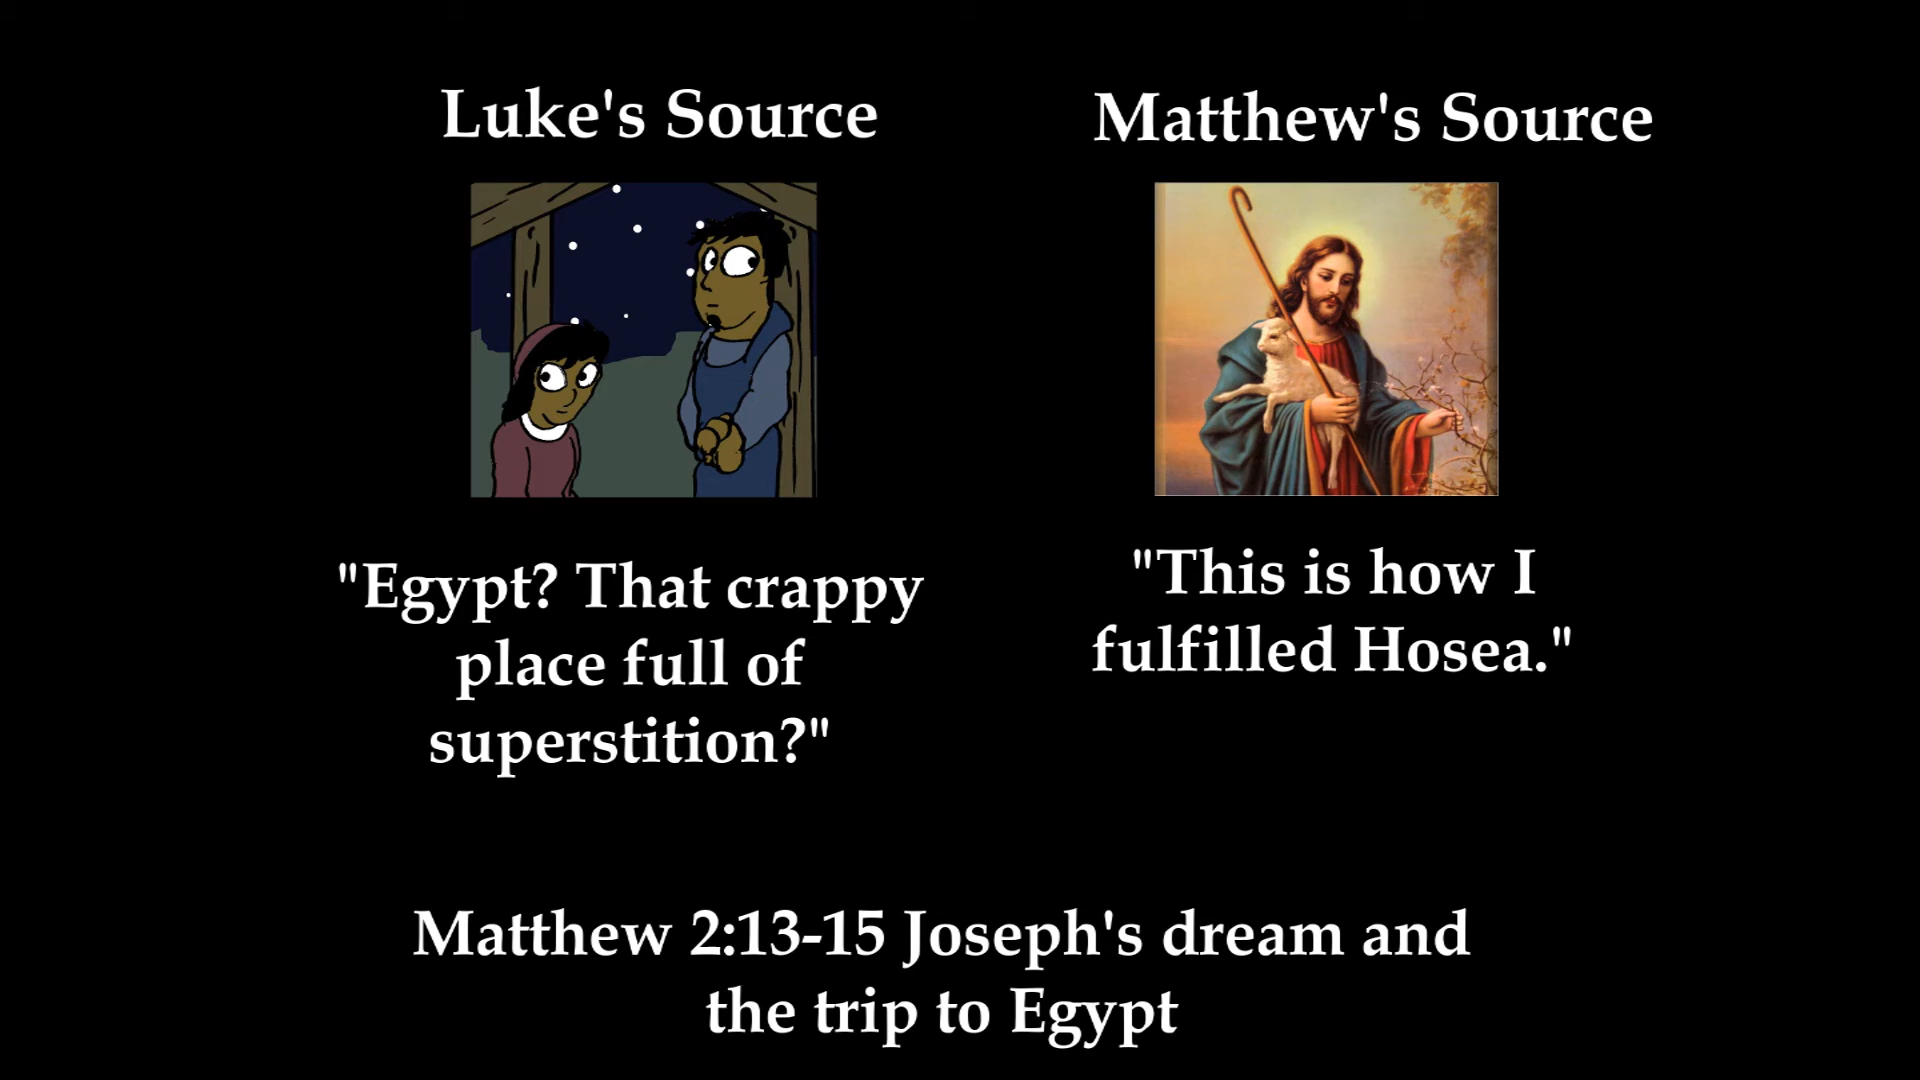 Luke's Source
Matthew's Source
"Egypt? That crappy
place full of
superstition?"
"This is how I
fulfilled Hosea."
Matthew 2:13-15 Joseph's dream and
the trip to Egypt